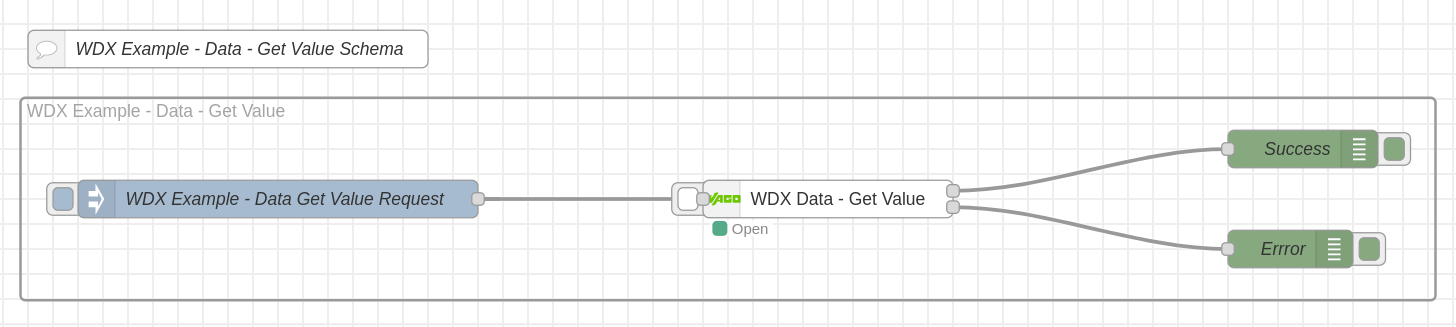 WDX Example - Data - Get Value Schema
WDX Example - Data - Get Value
Success
WDX Example - Data Get Value Request
WAGO
WDX Data - Get Value
Open
Errror